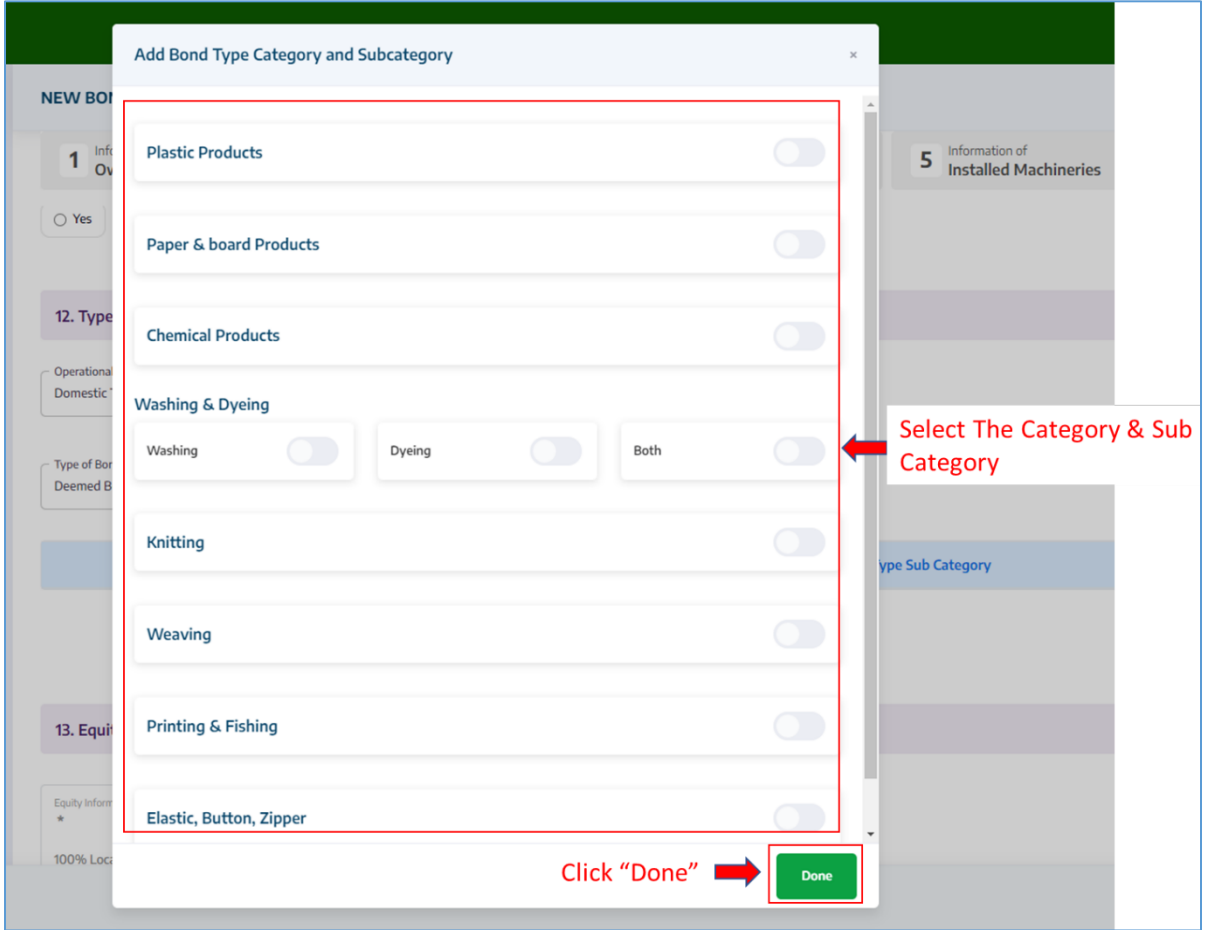 Add Bond Type Category and Subcategory
×
NEW BON
1
5
Information of
Installed Machineries
Yes
Plastic Products
Paper & board Products
12. Type
Chemical Products
Operational
Domestic
Washing & Dyeing
Washing
Dyeing
Both
Select The Category & Sub
Category
Type of Bon
Deemed B
Knitting
ype Sub Category
Weaving
13. Equit
Printing & Fishing
Equity Inform
*
Elastic, Button, Zipper
100% Loca
Click “Done”
Done